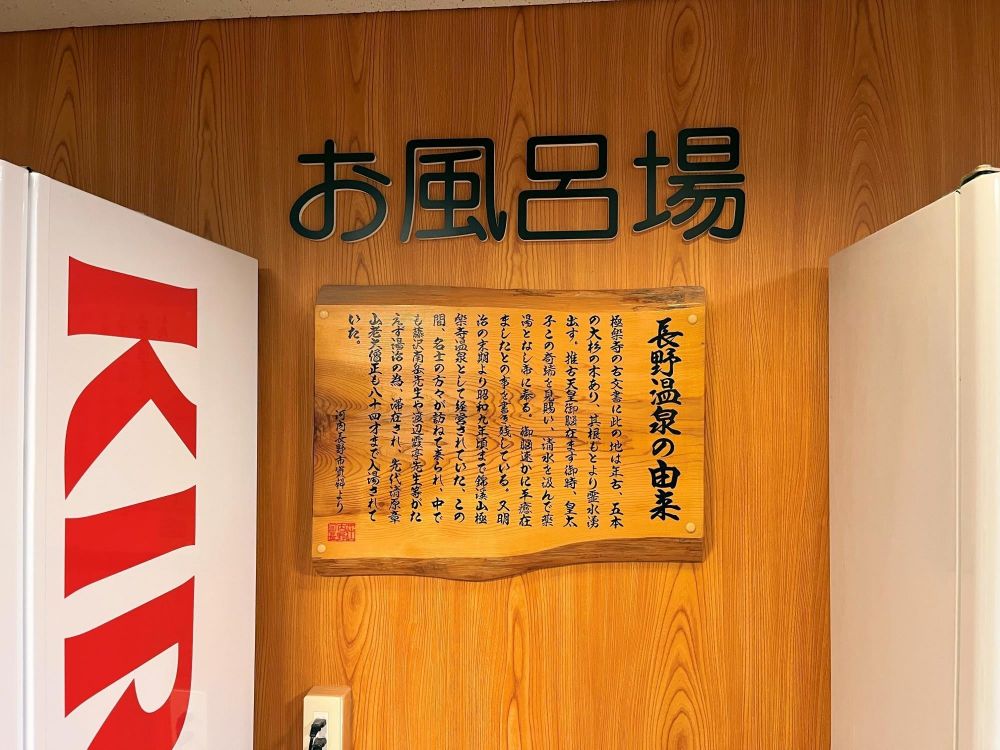 お風呂場
長野温泉の由来
極楽寺の古文書に此の地は年古、五本
の大杉の木あり、其根もとより霊水湧
出す。推古天皇御脳在ます御時、皇太
子この奇瑞を見賜い、清水を汲んで薬
湯となし帝に奉る。御脳速かに平癒在
ましたとの事を書き残している。又明
治の末期より昭和九年頃まで錦渓山極
楽寺温泉として経営されていた、この
間、名士の方々が訪ねて来られ、中で
も藤沢南岳先生や渡辺霞亭先生等がた
えず湯治の為、滞在され、先代清原章
山老大僧正も八十四才まで入湯されて
いた。
河内長野市資料より
KIR